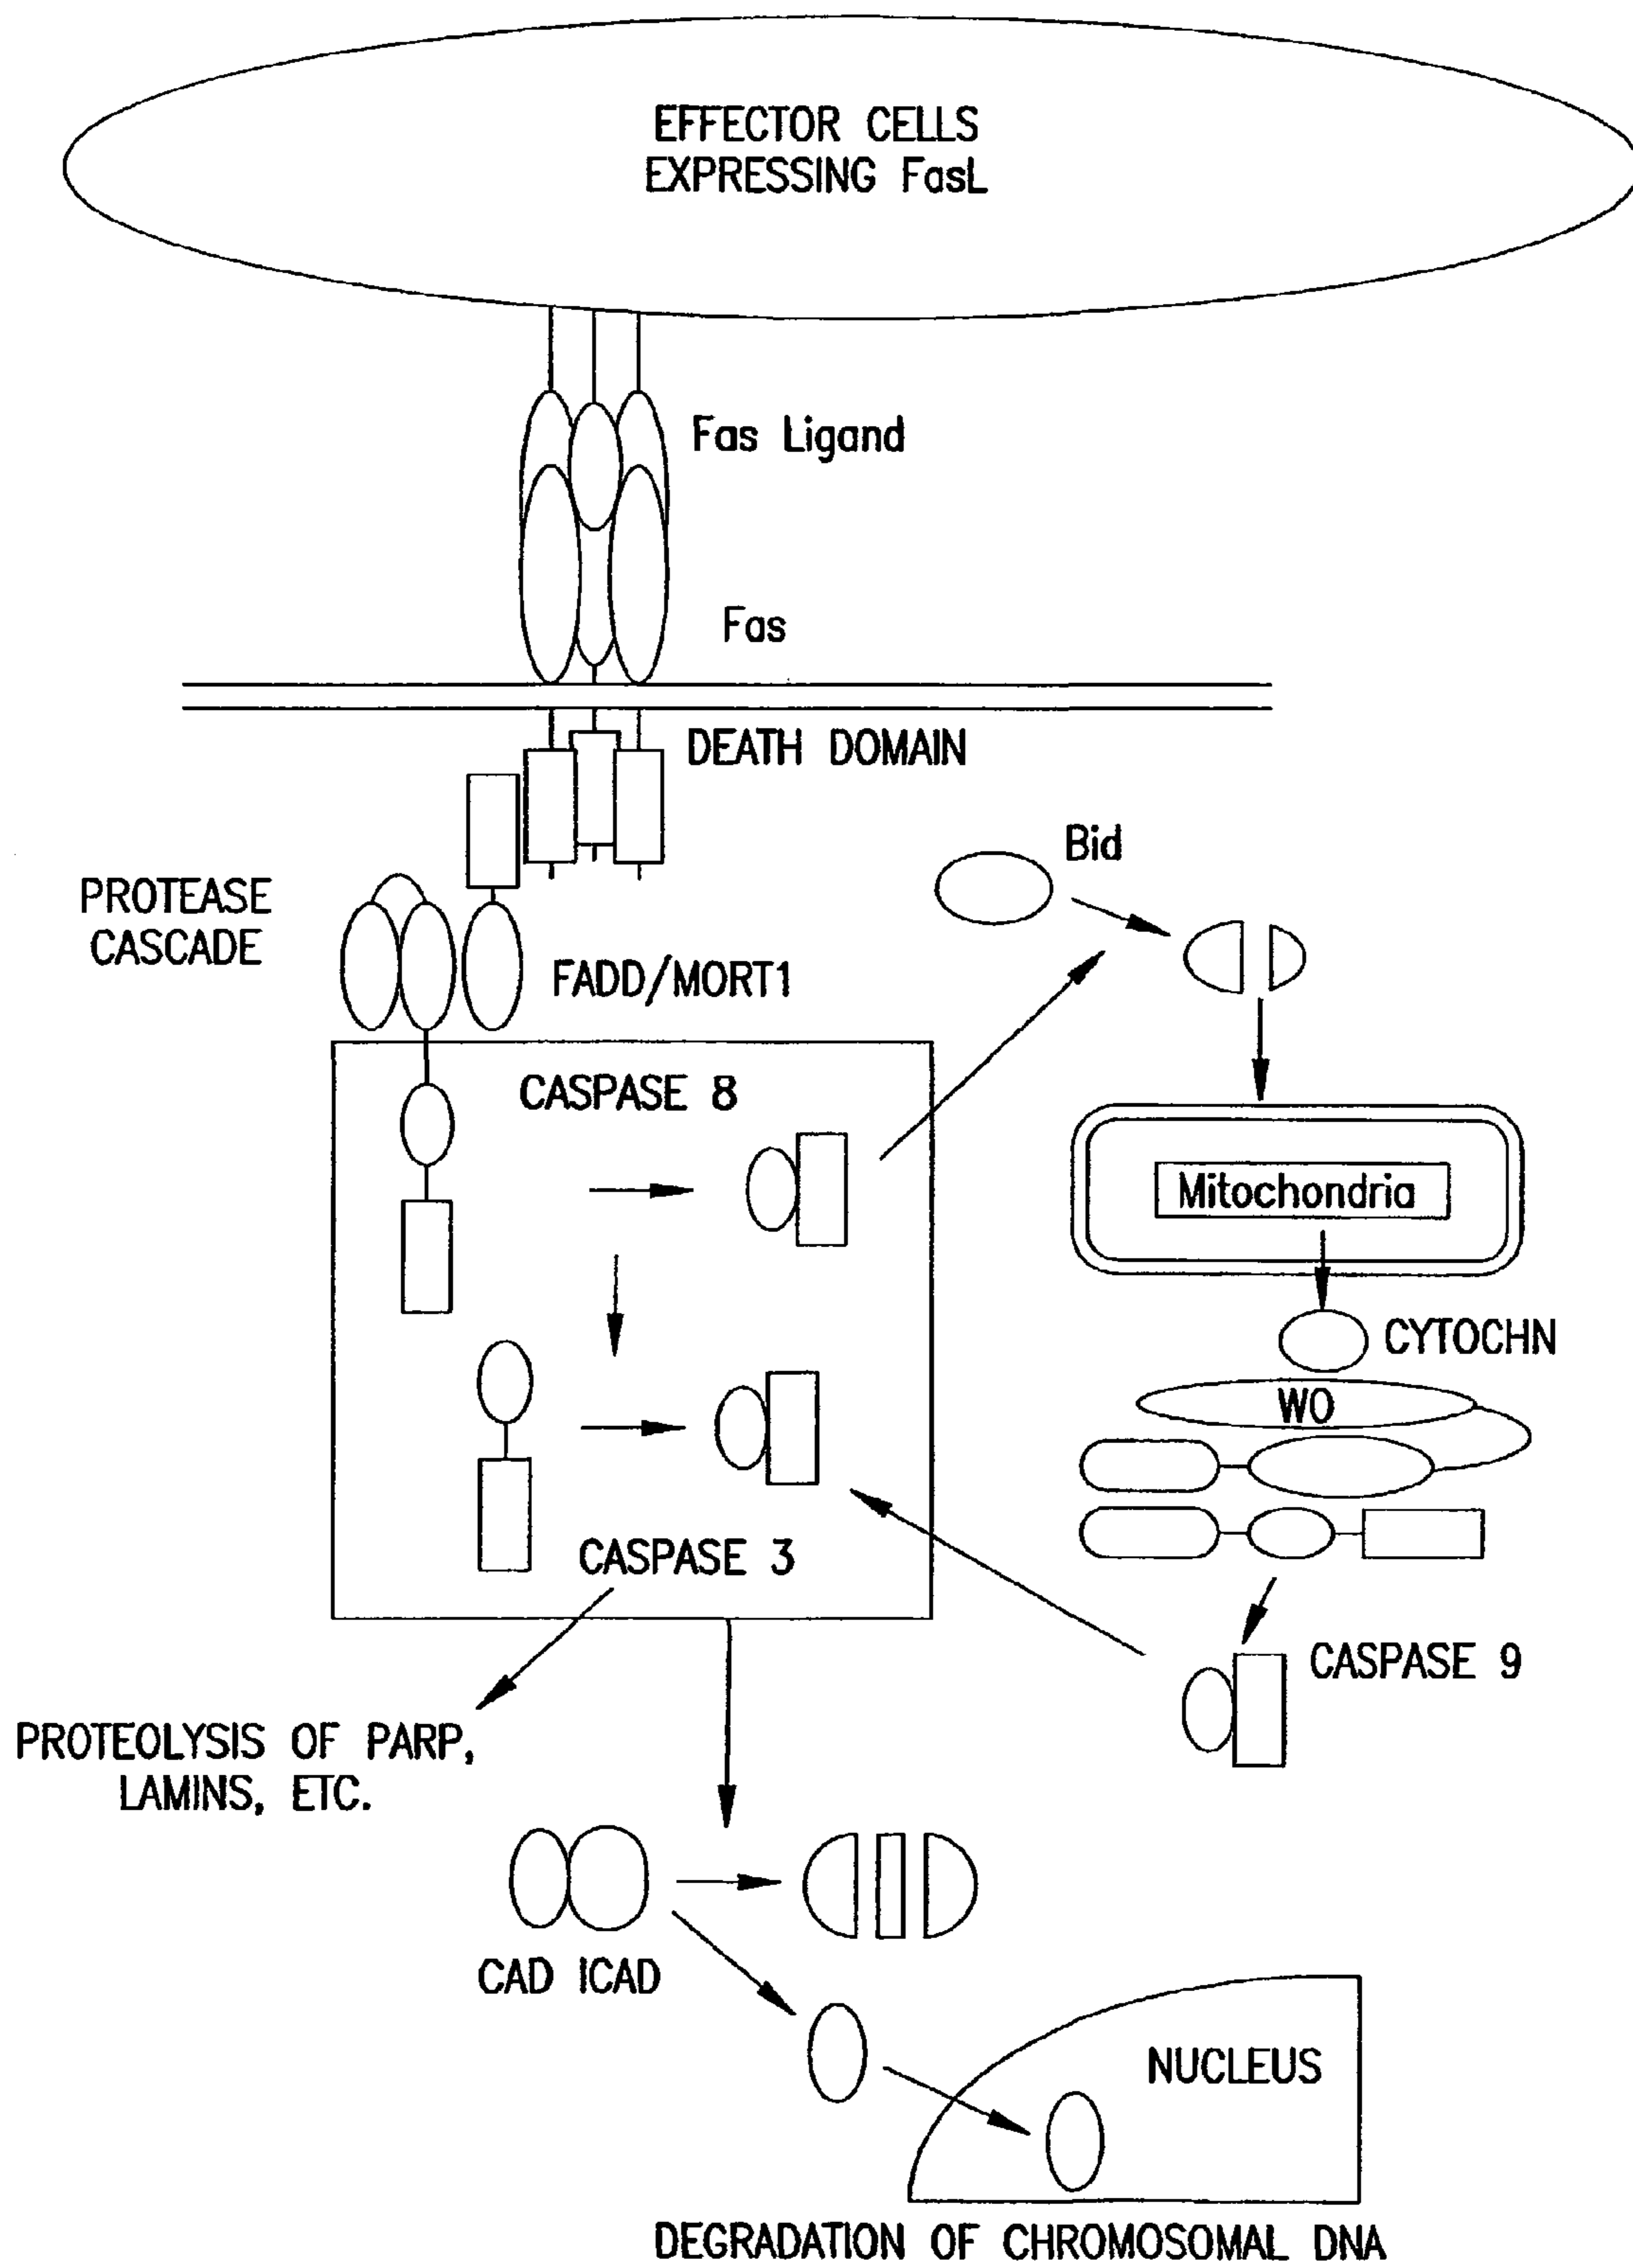 EFFECTOR CELLS
EXPRESSING FasL
Fas Ligand
Fas
DEATH DOMAIN
Bid
PROTEASE
CASCADE
FADD/MORT1
CASPASE 8
Mitochondria
CYTOCHN
WO
CASPASE 3
CASPASE 9
PROTEOLYSIS OF PARP,
LAMINS, ETC.
CAD ICAD
NUCLEUS
DEGRADATION OF CHROMOSOMAL DNA